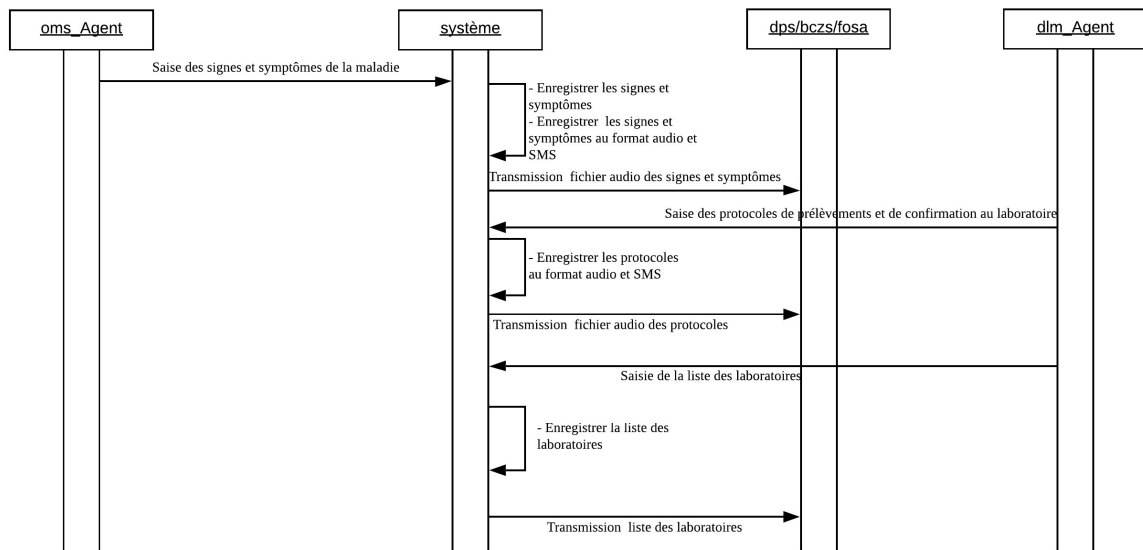 oms_Agent
système
dps/bczs/fosa
dlm_Agent
Saise des signes et symptômes de la maladie
- Enregistrer les signes et
symptômes
- Enregistrer  les signes et
symptômes au format audio et
SMS
Transmission  fichier audio des signes et symptômes
Saise des protocoles de prélèvements et de confirmation au laboratoire
- Enregistrer les protocoles
au format audio et SMS
Transmission  fichier audio des protocoles
Saisie de la liste des laboratoires
- Enregistrer la liste des
laboratoires
Transmission  liste des laboratoires